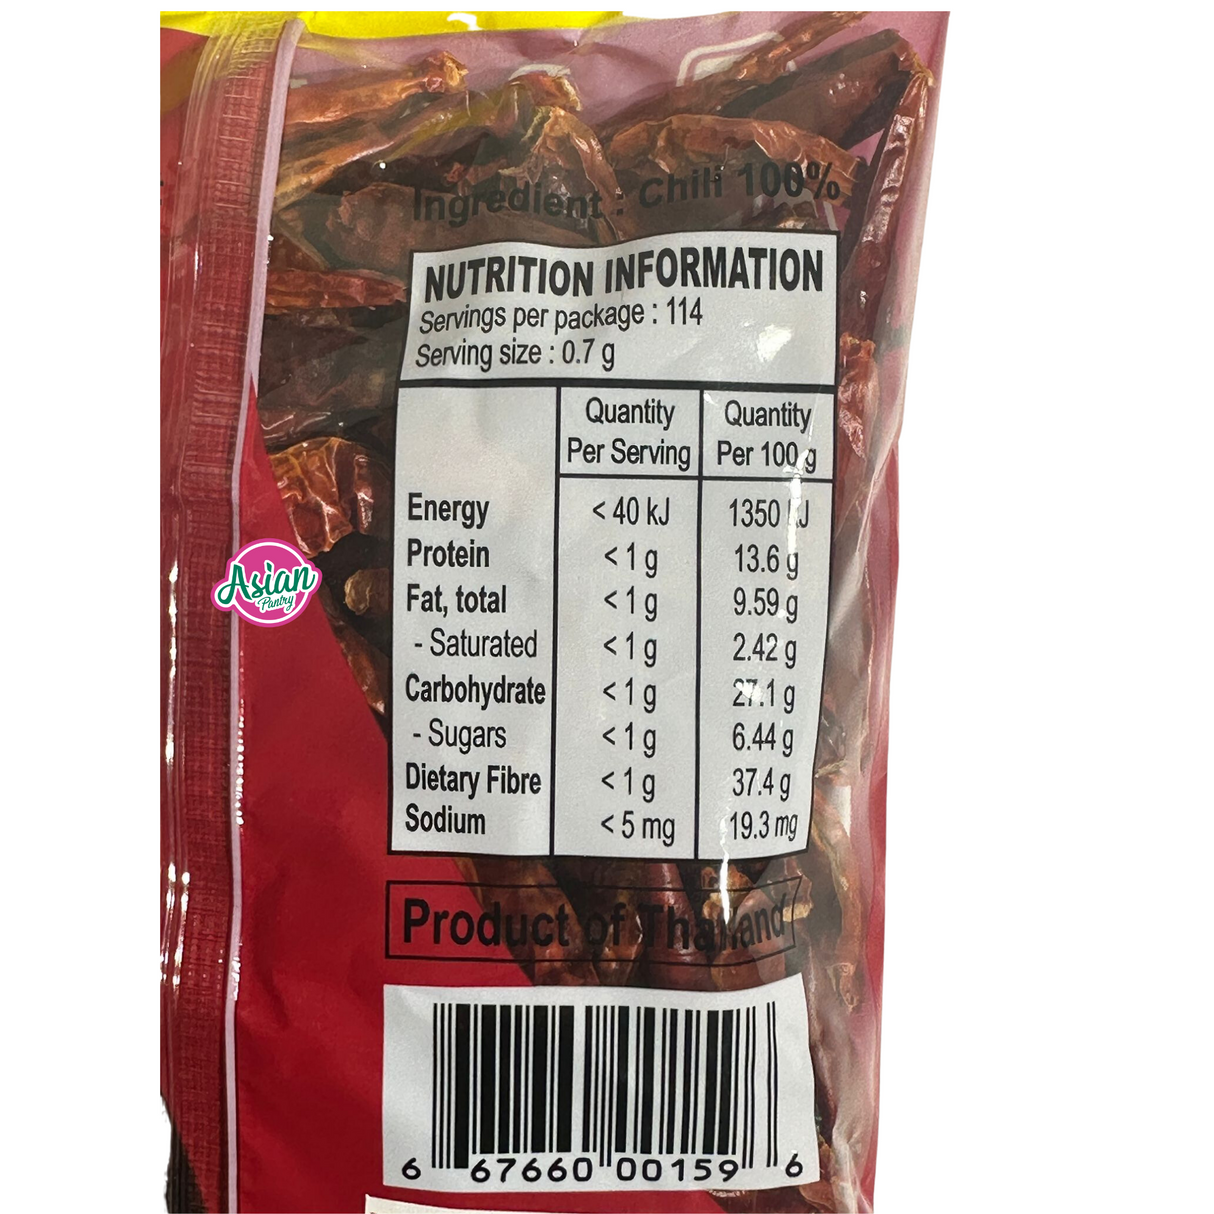 Ingredient : Chili 100%
NUTRITION INFORMATION
Servings per package : 114
Serving size : 0.7 g
Quantity Per Serving
Quantity Per 100 g
Energy < 40 kJ 1350 kJ
Protein < 1 g 13.6 g
Fat, total < 1 g 9.59 g
- Saturated < 1 g 2.42 g
Carbohydrate < 1 g 27.1 g
- Sugars < 1 g 6.44 g
Dietary Fibre < 1 g 37.4 g
Sodium < 5 mg 19.3 mg
Asian
Pantry
Product of Thailand
6 67660 00159 6